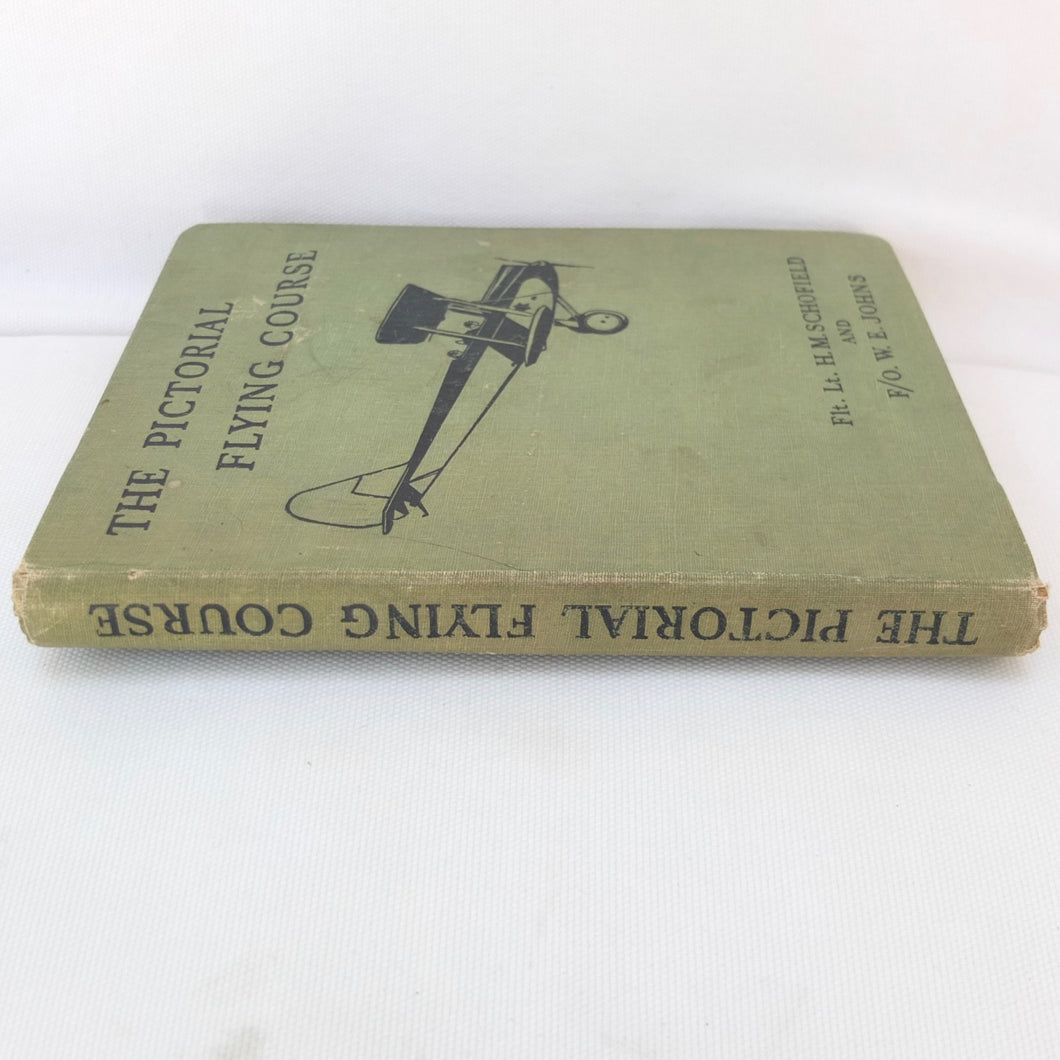 THE PICTORIAL
FLYING COURSE
Flt. Lt. H. M. SCHOFIELD
AND
F/O. W. E. JOHNS
THE PICTORIAL FLYING COURSE